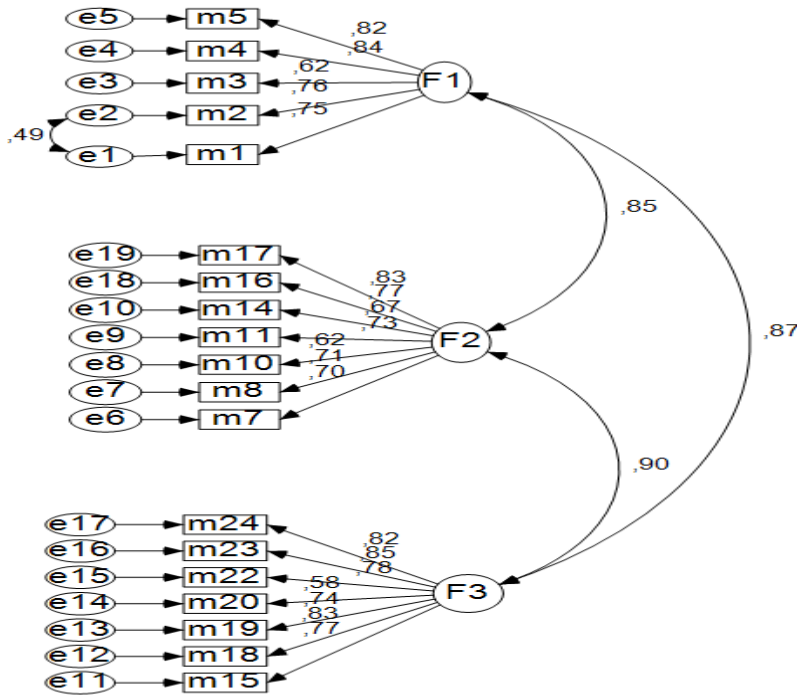 e5 m5 ,82
e4 m4 ,84
e3 m3 ,62 F1
e2 m2 ,76
,49 ,75
e1 m1
,85
e19 m17 ,83
e18 m16 ,77
e10 m14 ,67
e9 m11 ,73 F2 ,87
e8 m10 ,62
e7 m8 ,71
e6 m7 ,70
,90
e17 m24 ,82
e16 m23 ,85
e15 m22 ,78
e14 m20 ,58 F3
e13 m19 ,74
e12 m18 ,83
e11 m15 ,77